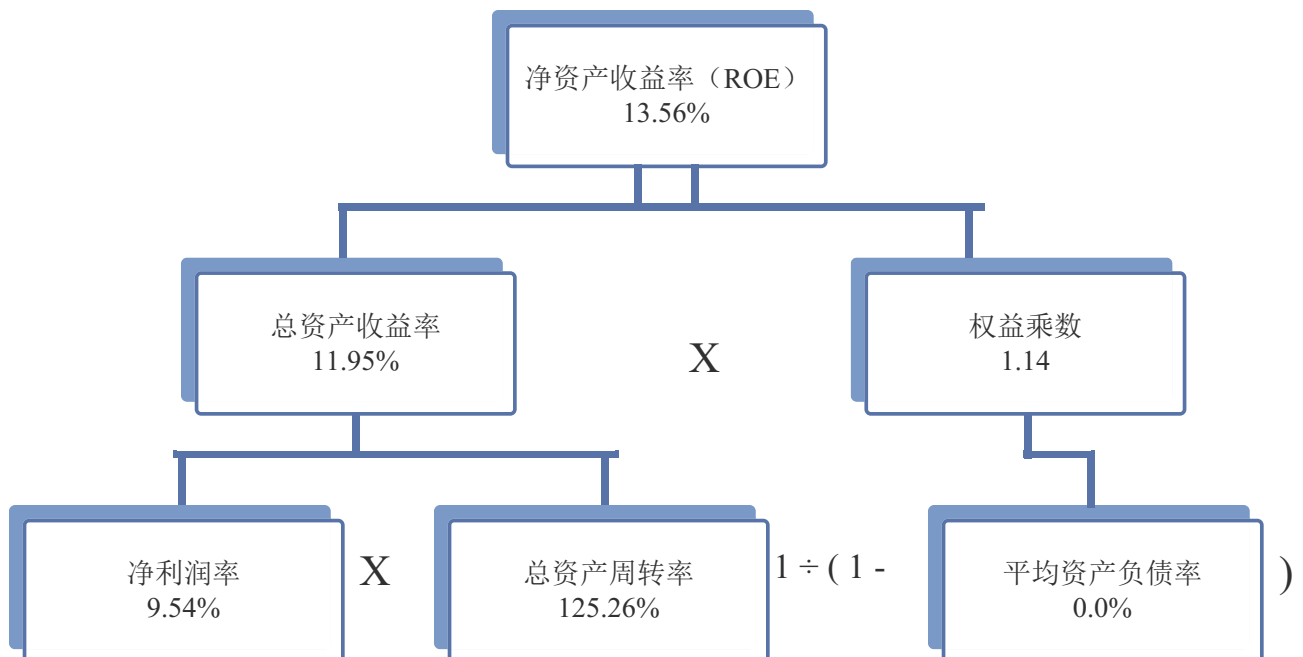 净资产收益率（ROE）
13.56%
总资产收益率
11.95%
X
权益乘数
1.14
净利润率
9.54%
X
总资产周转率
125.26%
1 ÷ ( 1 -
平均资产负债率
0.0%
)